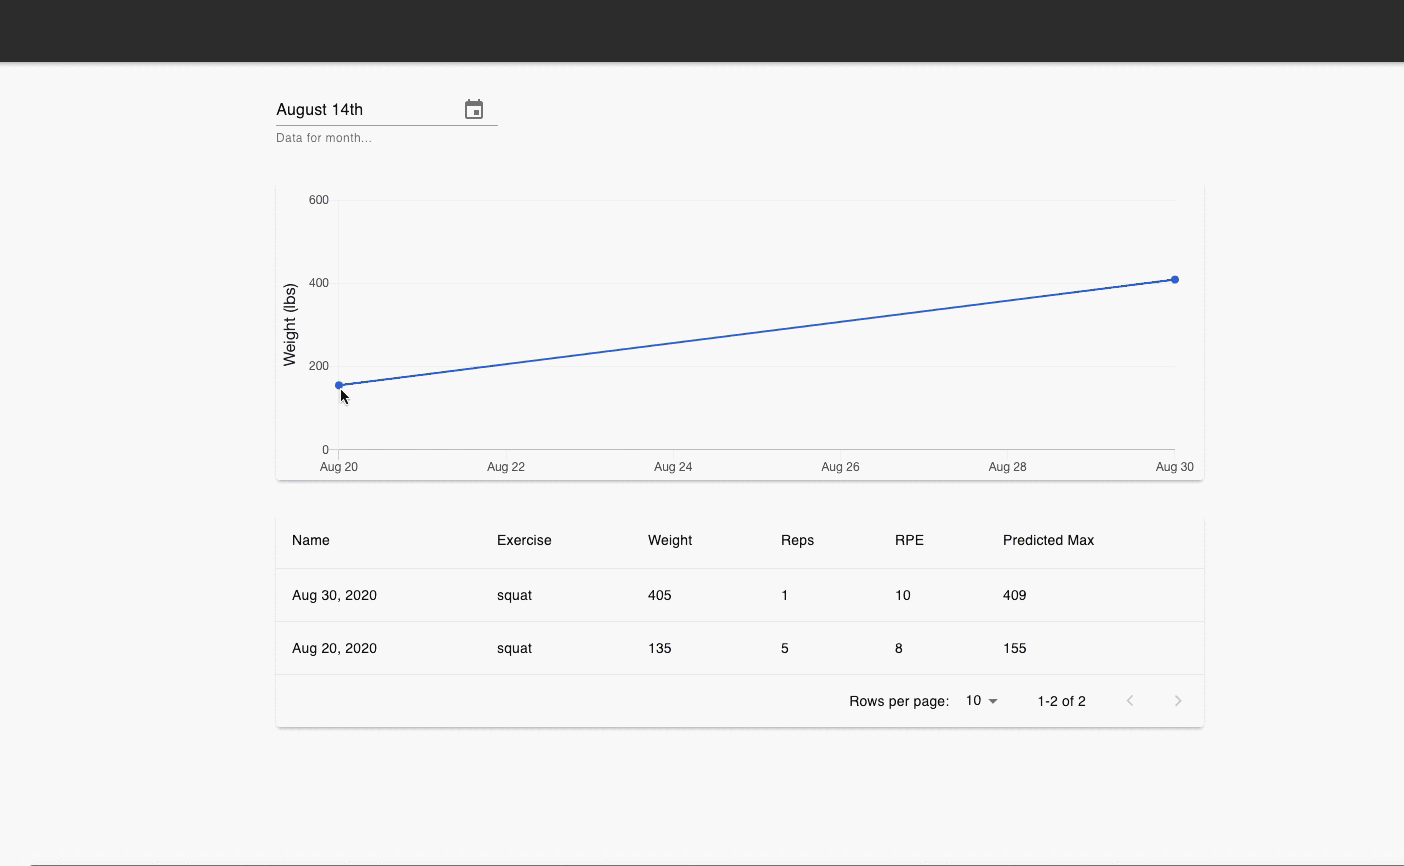 August 14th
Data for month...
600
400
200
0
Weight (lbs)
Aug 20 Aug 22 Aug 24 Aug 26 Aug 28 Aug 30
Name Exercise Weight Reps RPE Predicted Max
Aug 30, 2020 squat 405 1 10 409
Aug 20, 2020 squat 135 5 8 155
Rows per page: 10 1-2 of 2